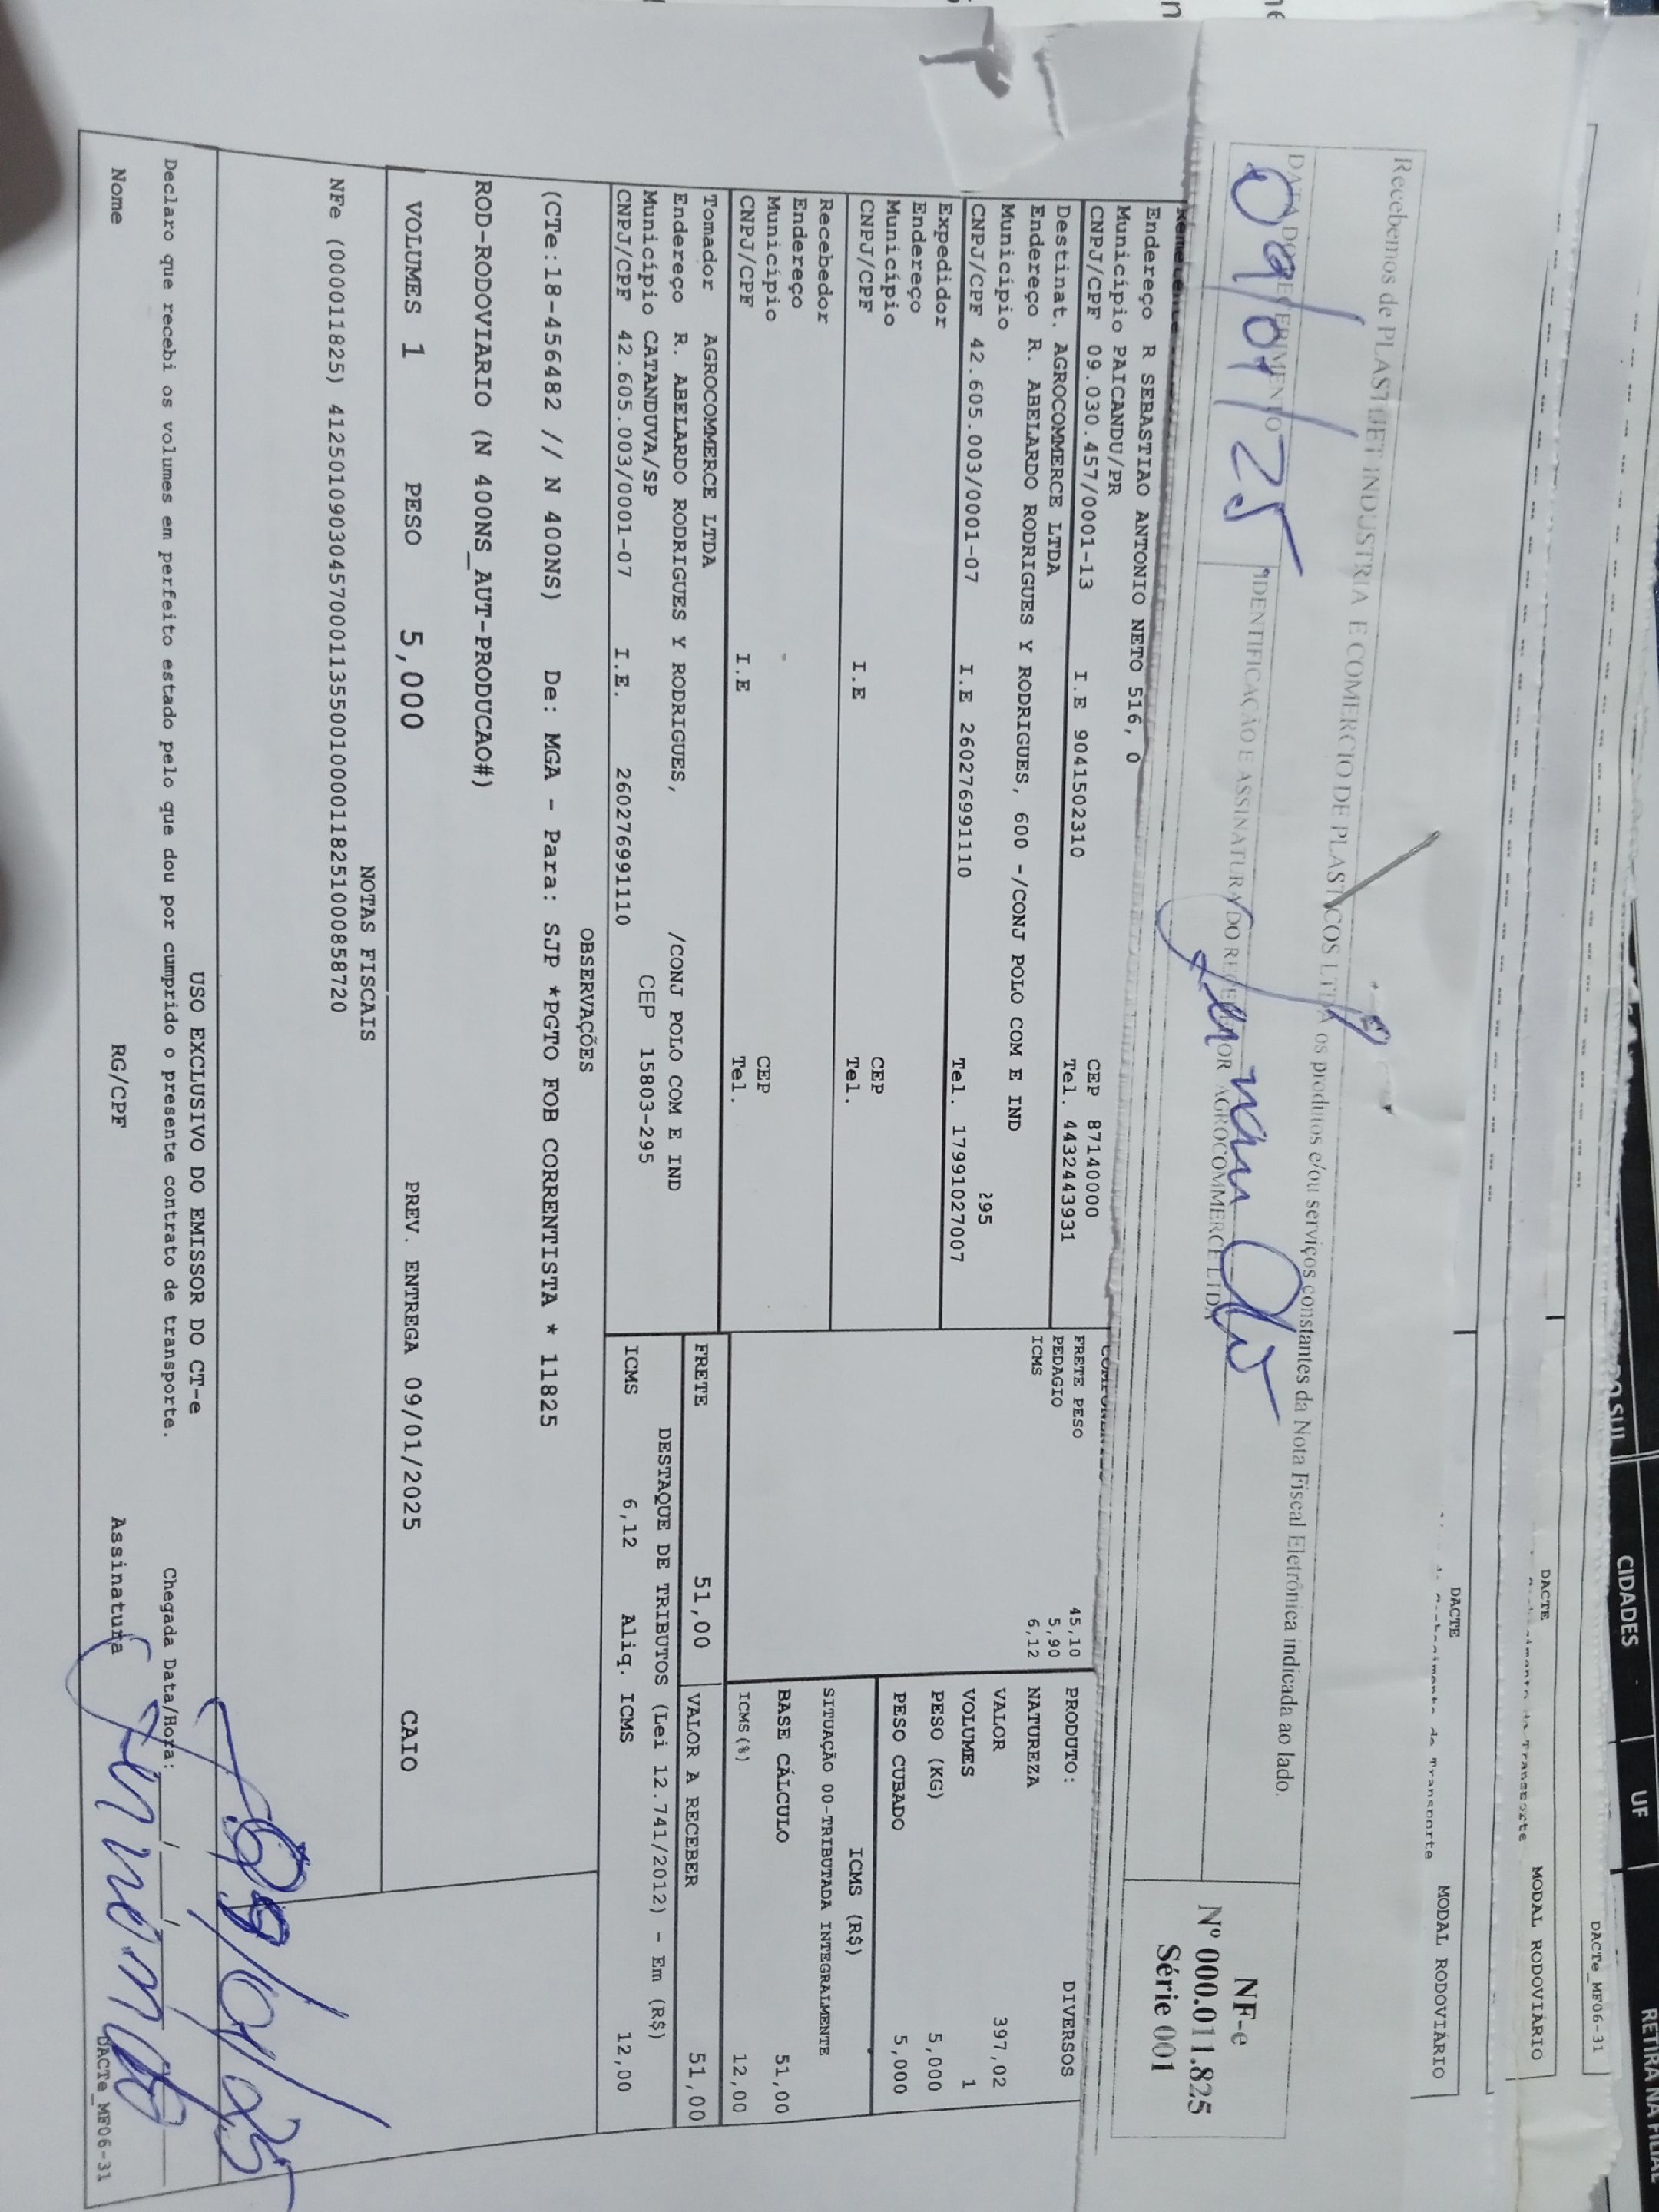 DACTe_MF06-31
CIDADES
UF
RETIRA NA FILIAL
DACTE
MODAL RODOVIÁRIO
DACTE
MODAL RODOVIÁRIO
Recebemos de PLASTIJET INDUSTRIA E COMERCIO DE PLASTICOS LTDA os produtos e/ou serviços constantes da Nota Fiscal Eletrônica indicada ao lado.
DATA DO RECEBIMENTO
IDENTIFICAÇÃO E ASSINATURA DO RECEBEDOR AGROCOMMERCE LTDA
09/01/25
NF-e
Nº 000.011.825
Série 001
Remetente
Endereço R SEBASTIAO ANTONIO NETO 516, 0
Município PAICANDU/PR CEP 87140000
CNPJ/CPF 09.030.457/0001-13 I.E 9041502310 Tel. 4432443931
Destinat. AGROCOMMERCE LTDA
Endereço R. ABELARDO RODRIGUES Y RODRIGUES, 600 -/CONJ POLO COM E IND
Município 295
CNPJ/CPF 42.605.003/0001-07 I.E 260276991110 Tel. 17991027007
Expedidor
Endereço
Município CEP
CNPJ/CPF I.E Tel.
Recebedor
Endereço
Município CEP
CNPJ/CPF I.E Tel.
Tomador AGROCOMMERCE LTDA
Endereço R. ABELARDO RODRIGUES Y RODRIGUES, /CONJ POLO COM E IND
Município CATANDUVA/SP CEP 15803-295
CNPJ/CPF 42.605.003/0001-07 I.E. 260276991110
FRETE PESO 45,10
PEDAGIO 5,90
ICMS 6,12
PRODUTO: DIVERSOS
NATUREZA
VALOR 397,02
VOLUMES 1
PESO (KG) 5,000
PESO CUBADO 5,000
ICMS (R$)
SITUAÇÃO 00-TRIBUTADA INTEGRALMENTE
BASE CÁLCULO 51,00
ICMS(%) 12,00
FRETE 51,00 VALOR A RECEBER 51,00
DESTAQUE DE TRIBUTOS (Lei 12.741/2012) - Em (R$)
ICMS 6,12 Aliq. ICMS 12,00
OBSERVAÇÕES
(CTe:18-456482 // N 400NS) De: MGA - Para: SJP *PGTO FOB CORRENTISTA * 11825
ROD-RODOVIARIO (N 400NS_AUT-PRODUCAO#)
VOLUMES 1 PESO 5,000 PREV. ENTREGA 09/01/2025 CAIO
NOTAS FISCAIS
NFe (000011825) 41250109030457000113550010000118251000858720
USO EXCLUSIVO DO EMISSOR DO CT-e
Declaro que recebi os volumes em perfeito estado pelo que dou por cumprido o presente contrato de transporte. Chegada Data/Hora: 09/01/25
Nome RG/CPF Assinatura
DACTe_MF06-31